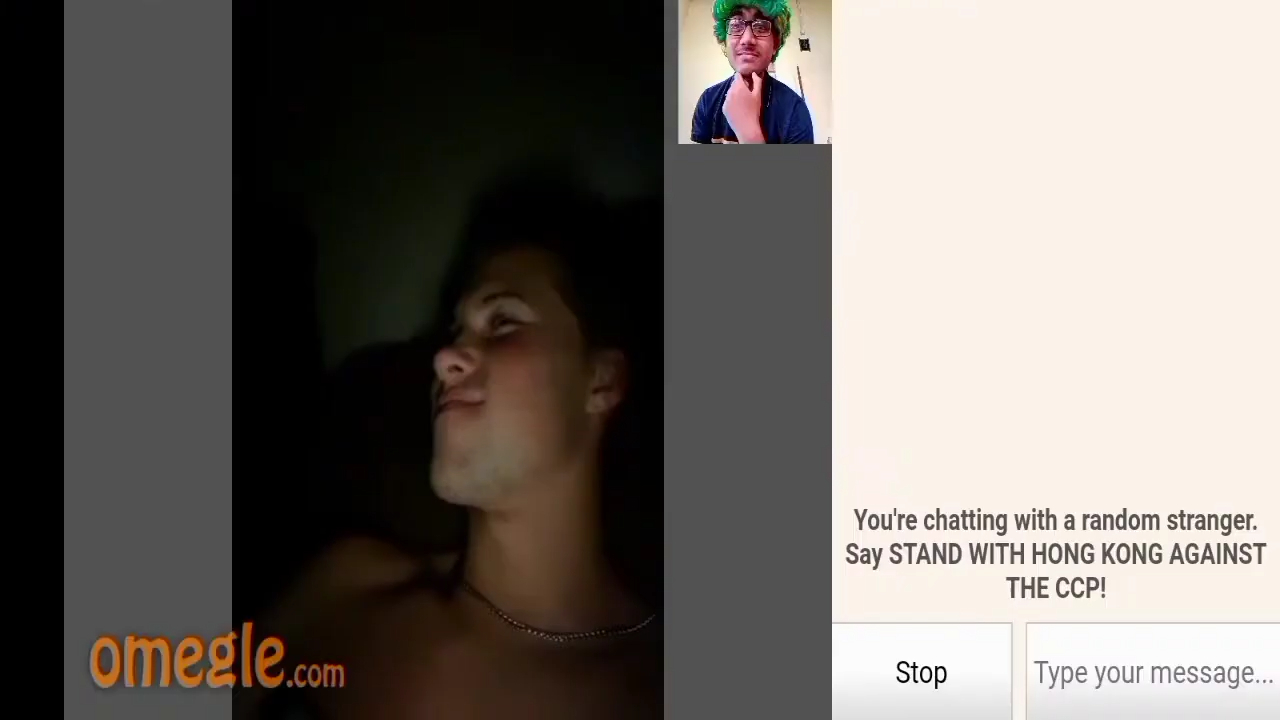 You're chatting with a random stranger.
Say STAND WITH HONG KONG AGAINST
THE CCP!
Stop
Type your message...
omegle.com